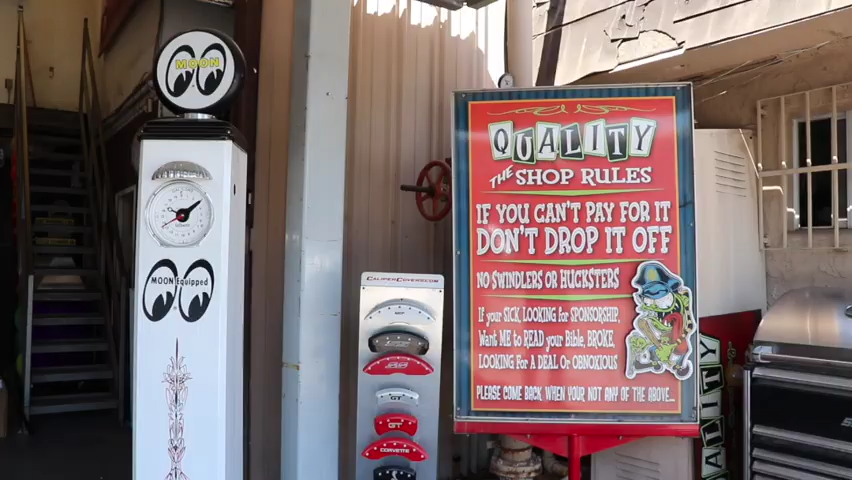 MOON
MOON Equipped
CALIPERCOVERS.COM
GT
GT
CORVETTE
QUALITY
THE SHOP RULES
IF YOU CAN'T PAY FOR IT
DON'T DROP IT OFF
NO SWINDLERS OR HUCKSTERS
If your SICK, LOOKING for SPONSORSHIP,
Want ME to READ your Bible, BROKE,
LOOKING For A DEAL Or OBNOXIOUS
PLEASE COME BACK WHEN YOUR NOT ANY OF THE ABOVE...